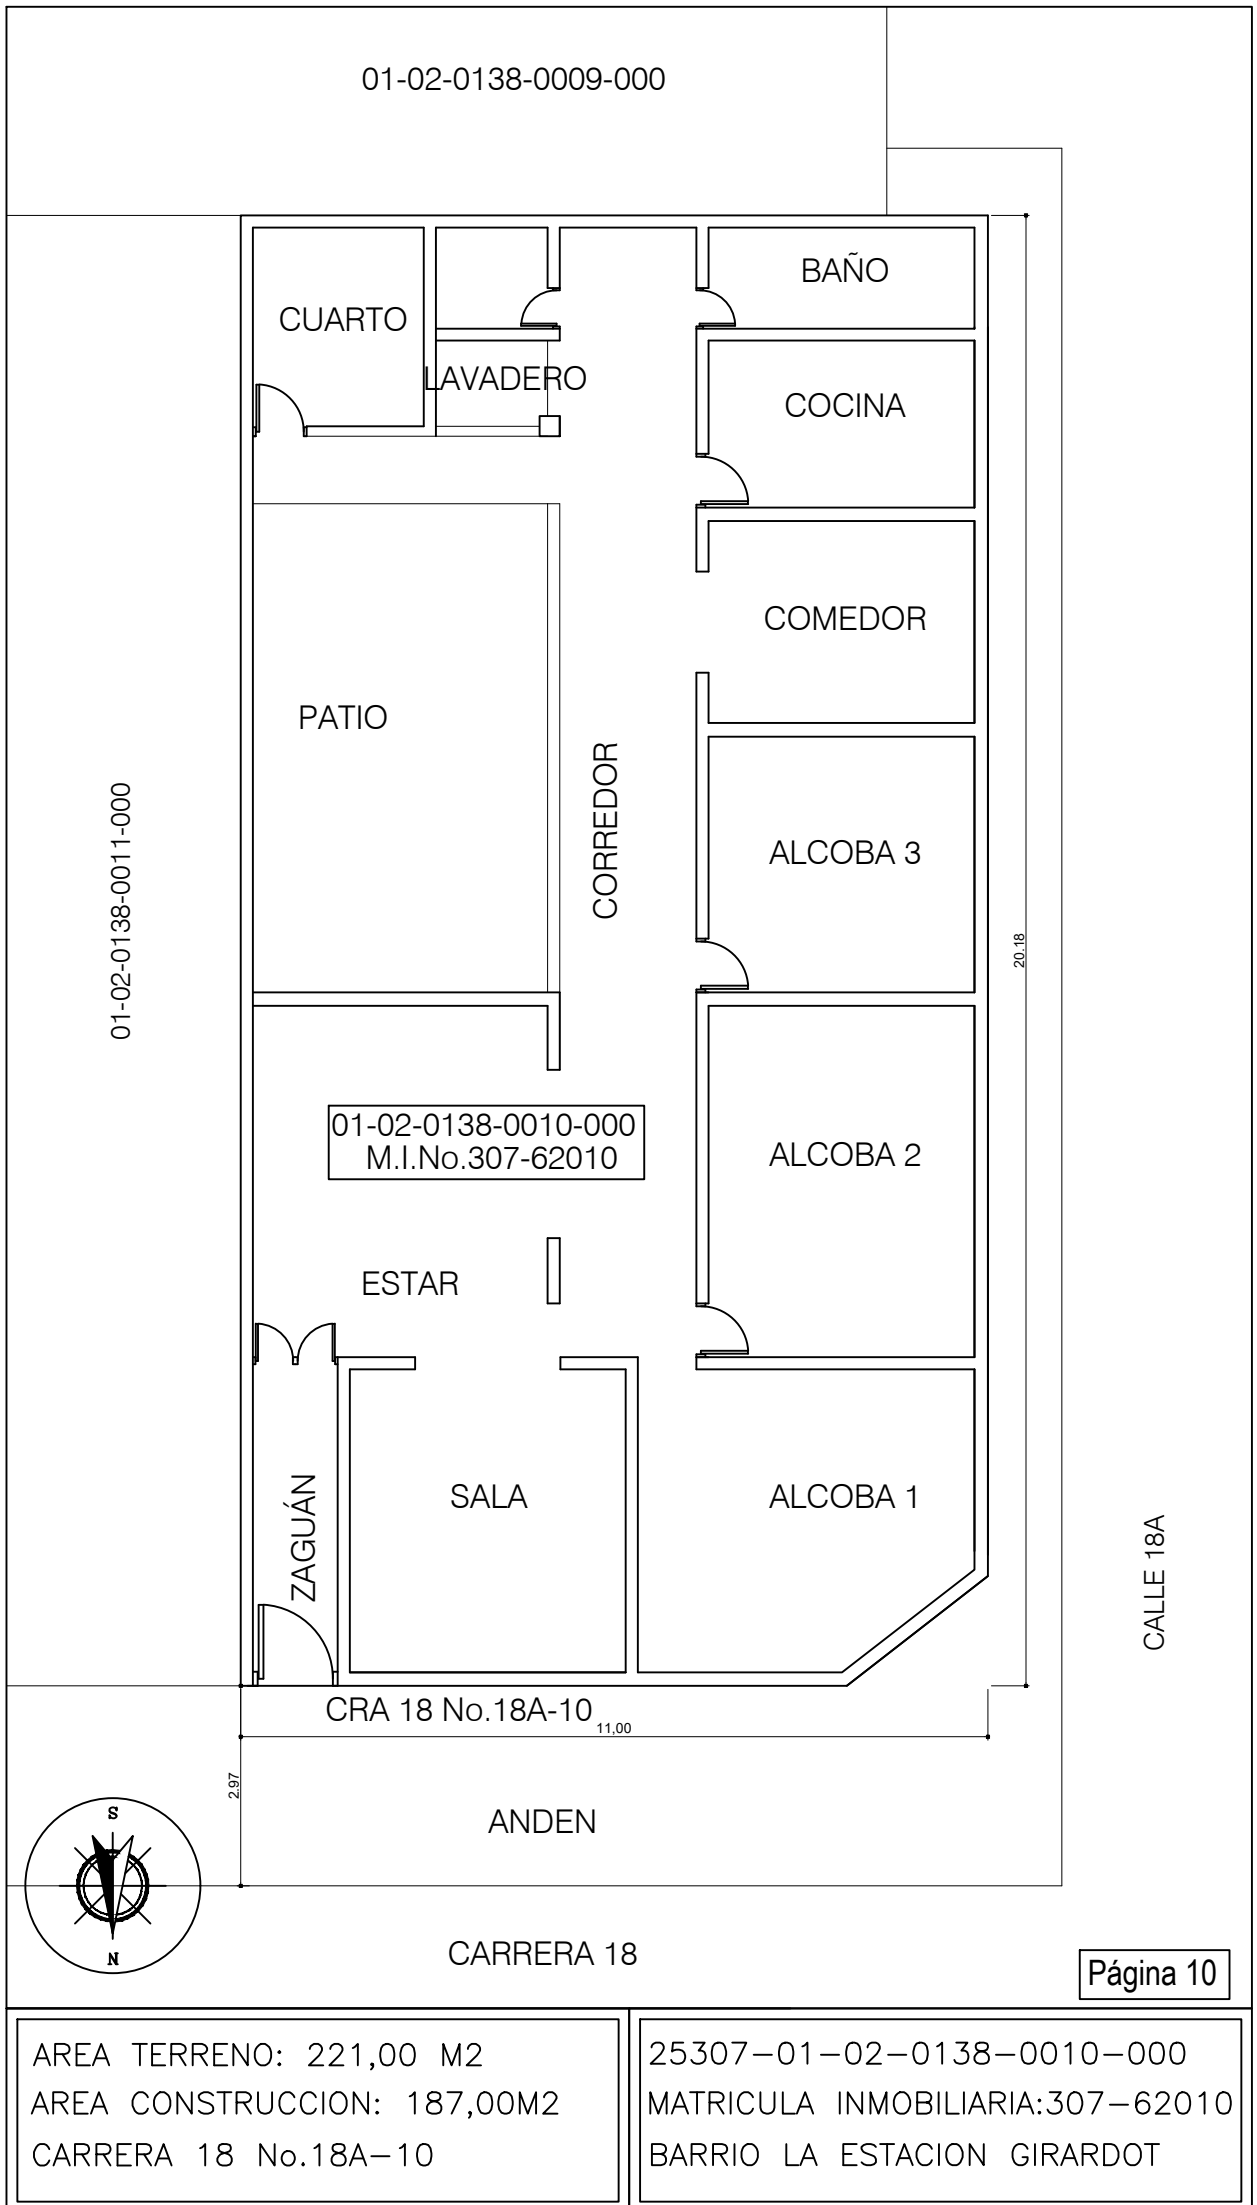 01-02-0138-0009-000
BAÑO
CUARTO
LAVADERO
COCINA
COMEDOR
PATIO
CORREDOR
01-02-0138-0011-000
ALCOBA 3
20.18
01-02-0138-0010-000
M.I.No.307-62010
ALCOBA 2
ESTAR
ZAGUÁN
SALA
ALCOBA 1
CALLE 18A
CRA 18 No.18A-10
11,00
2.97
ANDEN
S
N
CARRERA 18
Página 10
AREA TERRENO: 221,00 M2
AREA CONSTRUCCION: 187,00M2
CARRERA 18 No.18A-10
25307-01-02-0138-0010-000
MATRICULA INMOBILIARIA:307-62010
BARRIO LA ESTACION GIRARDOT